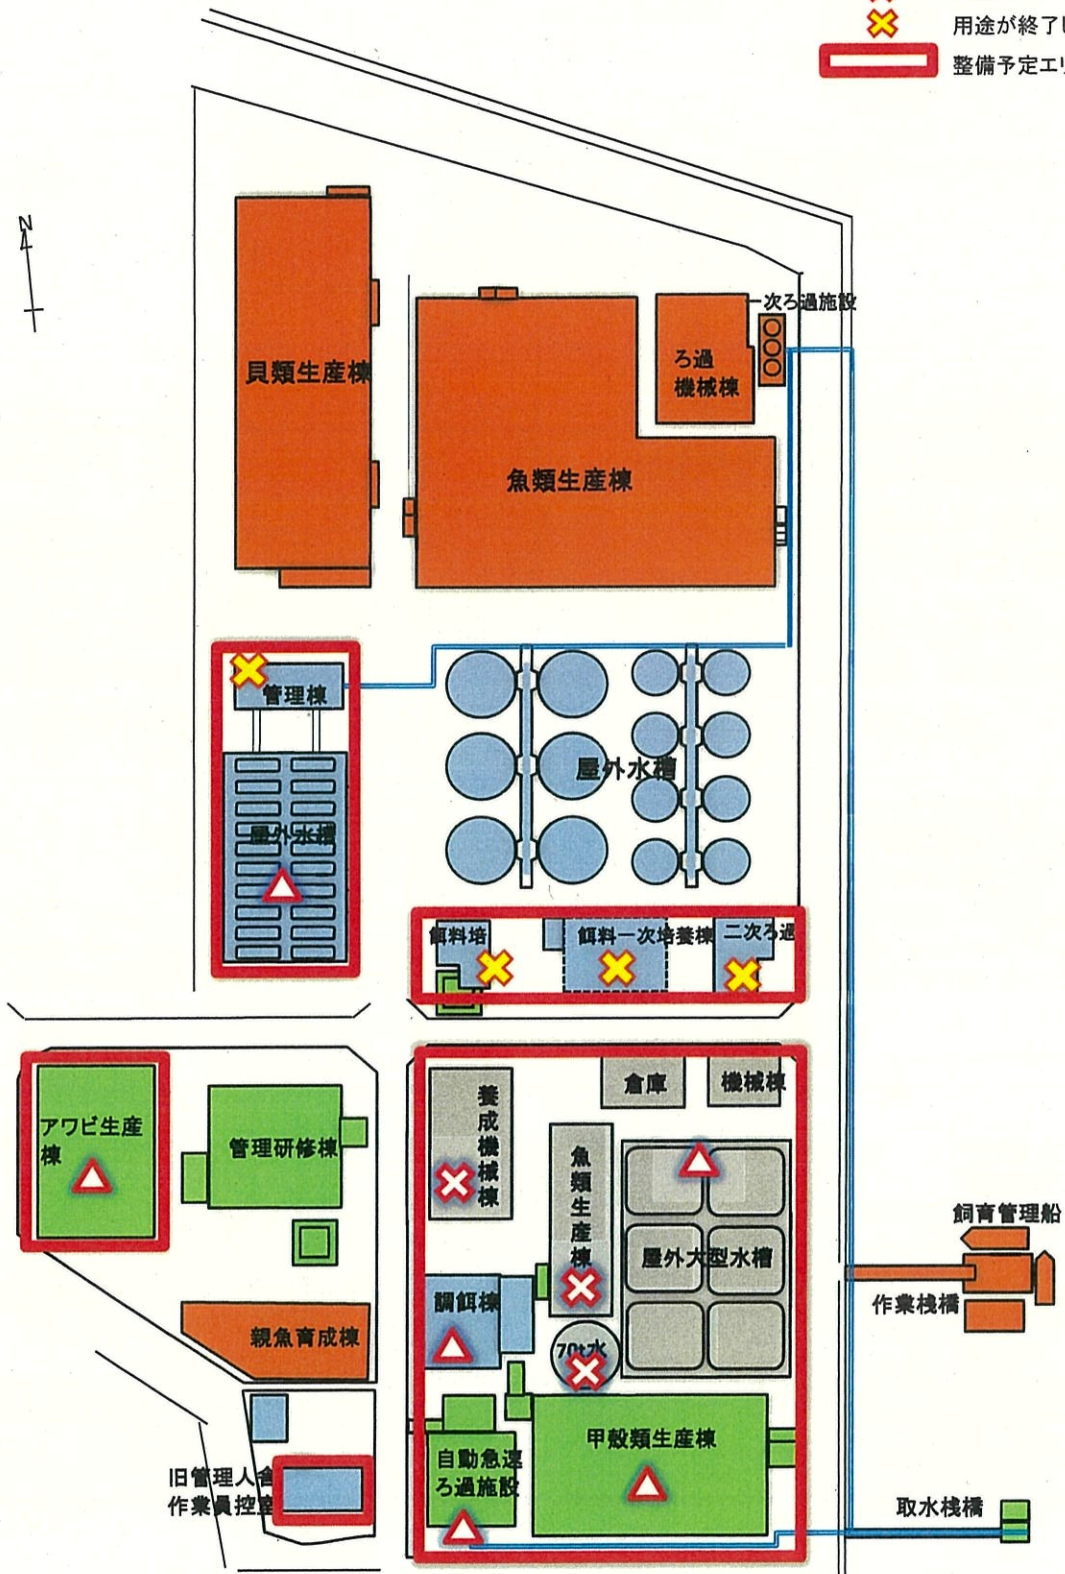 用途が終了し
整備予定エリ
N
一次ろ過施設
ろ過
機械棟
貝類生産棟
魚類生産棟
管理棟
屋外水槽
屋外水槽
餌料培
餌料一次培養棟
二次ろ過
アワビ生産
棟
管理研修棟
養成機械棟
倉庫
機械棟
魚類生産棟
屋外大型水槽
飼育管理船
作業桟橋
調餌棟
親魚育成棟
70t水
甲殻類生産棟
自動急速
ろ過施設
旧管理人舎
作業員控室
取水桟橋